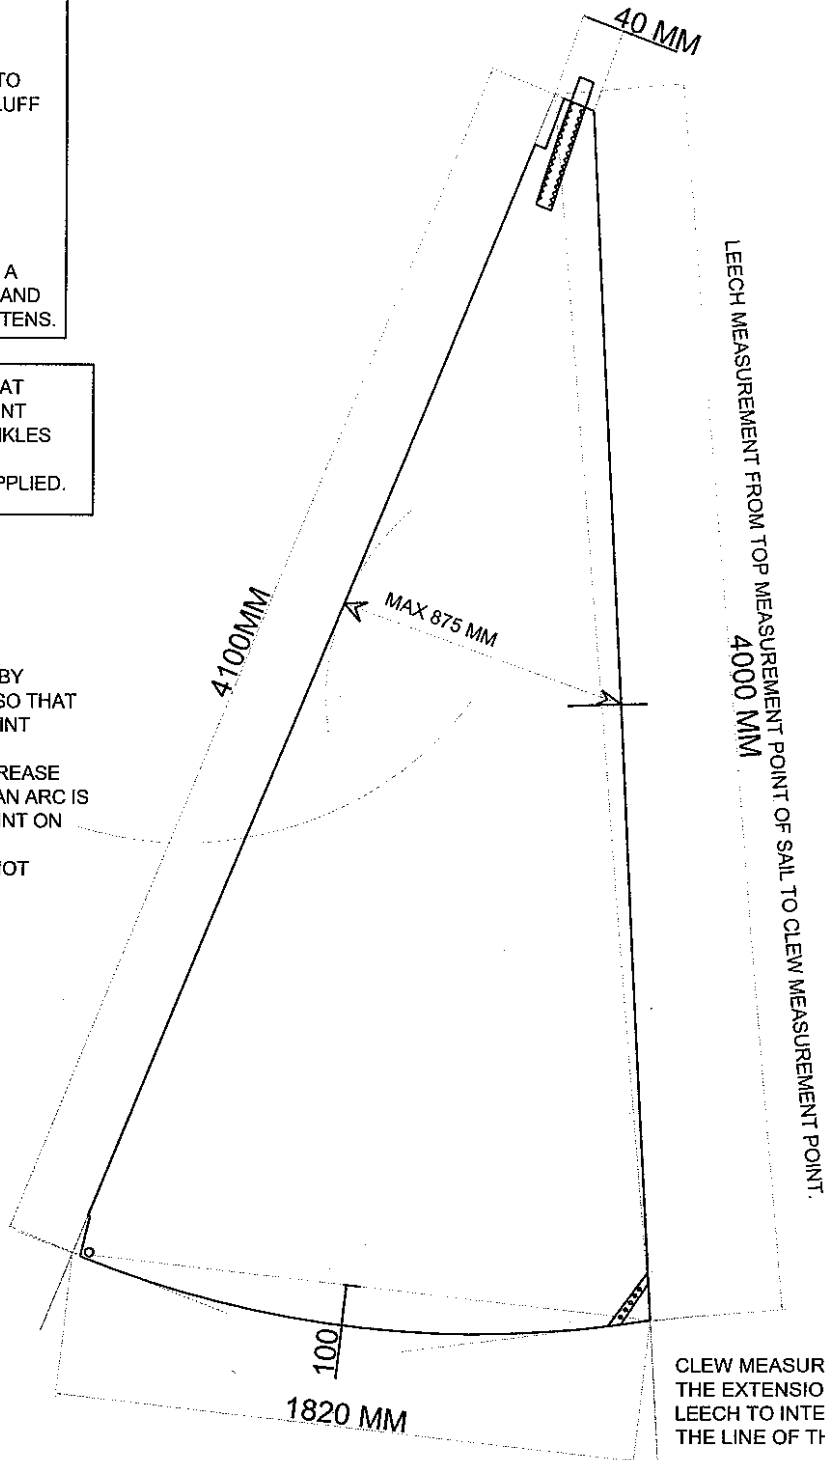 40 MM
TO
LUFF
A
AND
TENS.
AT
NT
IKLES
PPLIED.
LEECH MEASUREMENT FROM TOP MEASUREMENT POINT OF SAIL TO CLEW MEASUREMENT POINT.
4000 MM
4100MM
MAX 875 MM
BY
SO THAT
INT
REASE
AN ARC IS
INT ON
NOT
100
1820 MM
CLEW MEASUR
THE EXTENSIO
LEECH TO INTE
THE LINE OF TH